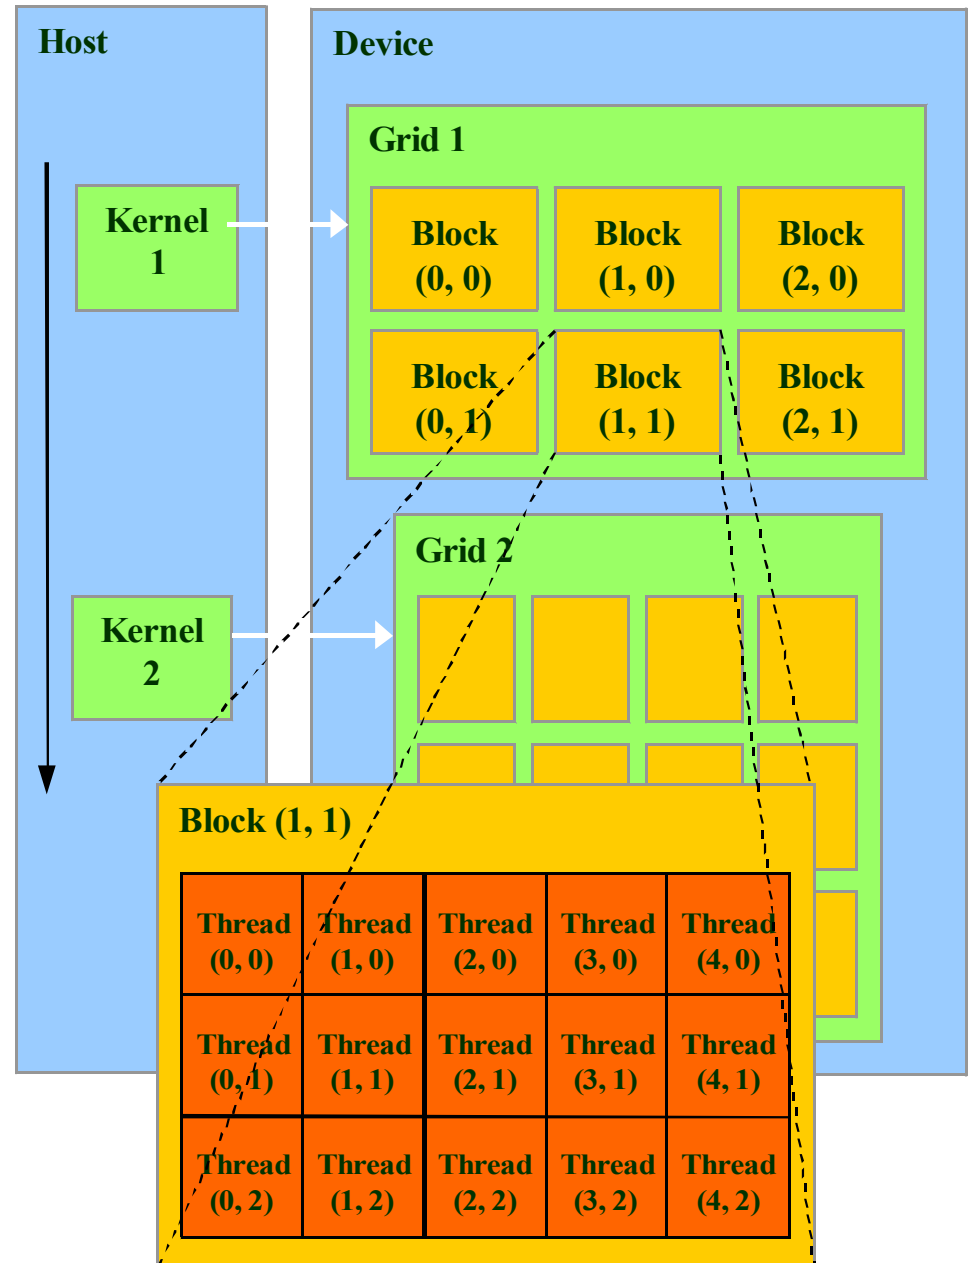 Host
Device
Grid 1
Kernel
1
Block
(0, 0)
Block
(1, 0)
Block
(2, 0)
Block
(0, 1)
Block
(1, 1)
Block
(2, 1)
Grid 2
Kernel
2
Block (1, 1)
Thread
(0, 0)
Thread
(1, 0)
Thread
(2, 0)
Thread
(3, 0)
Thread
(4, 0)
Thread
(0, 1)
Thread
(1, 1)
Thread
(2, 1)
Thread
(3, 1)
Thread
(4, 1)
Thread
(0, 2)
Thread
(1, 2)
Thread
(2, 2)
Thread
(3, 2)
Thread
(4, 2)